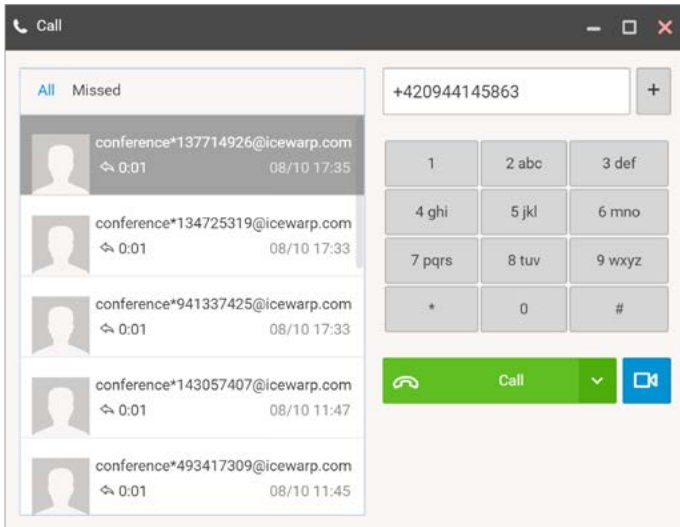 Call
All Missed
conference*137714926@icewarp.com
0:01 08/10 17:35
conference*134725319@icewarp.com
0:01 08/10 17:33
conference*941337425@icewarp.com
0:01 08/10 17:33
conference*143057407@icewarp.com
0:01 08/10 11:47
conference*493417309@icewarp.com
0:01 08/10 11:45
+420944145863 +
1 2 abc 3 def
4 ghi 5 jkl 6 mno
7 pqrs 8 tuv 9 wxyz
* 0 #
Call